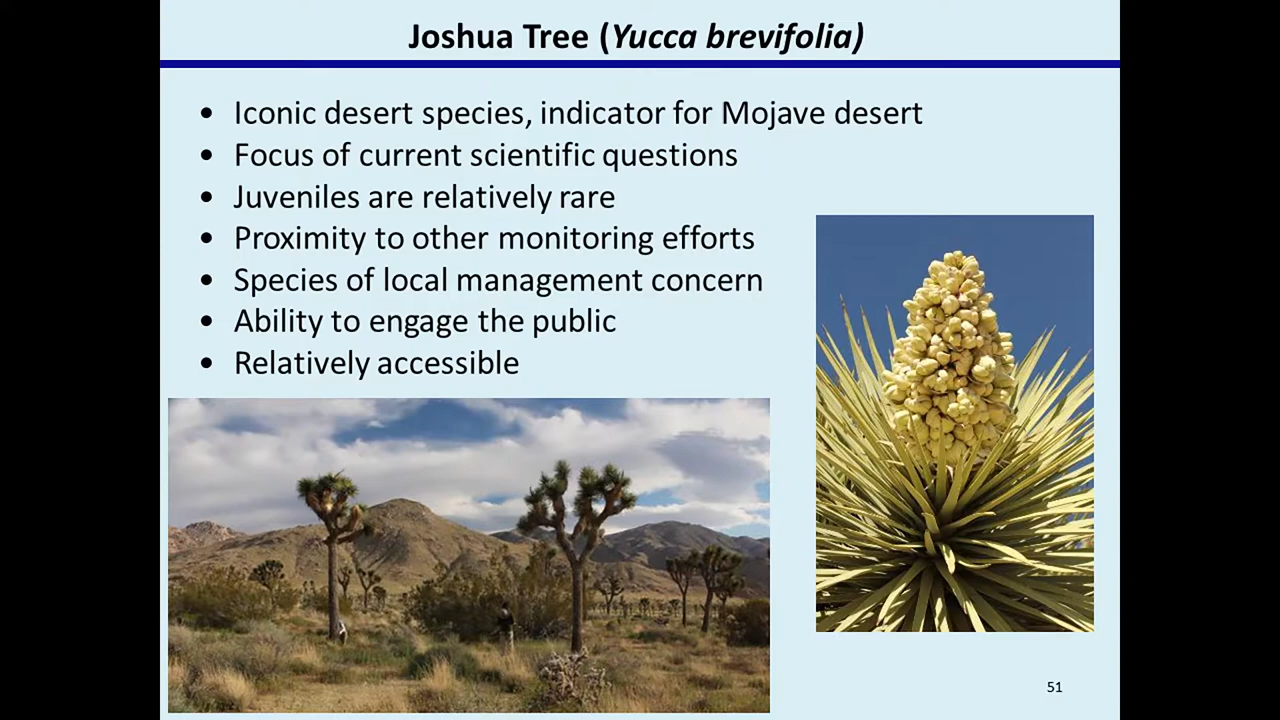 Joshua Tree (Yucca brevifolia)
• Iconic desert species, indicator for Mojave desert
• Focus of current scientific questions
• Juveniles are relatively rare
• Proximity to other monitoring efforts
• Species of local management concern
• Ability to engage the public
• Relatively accessible
51